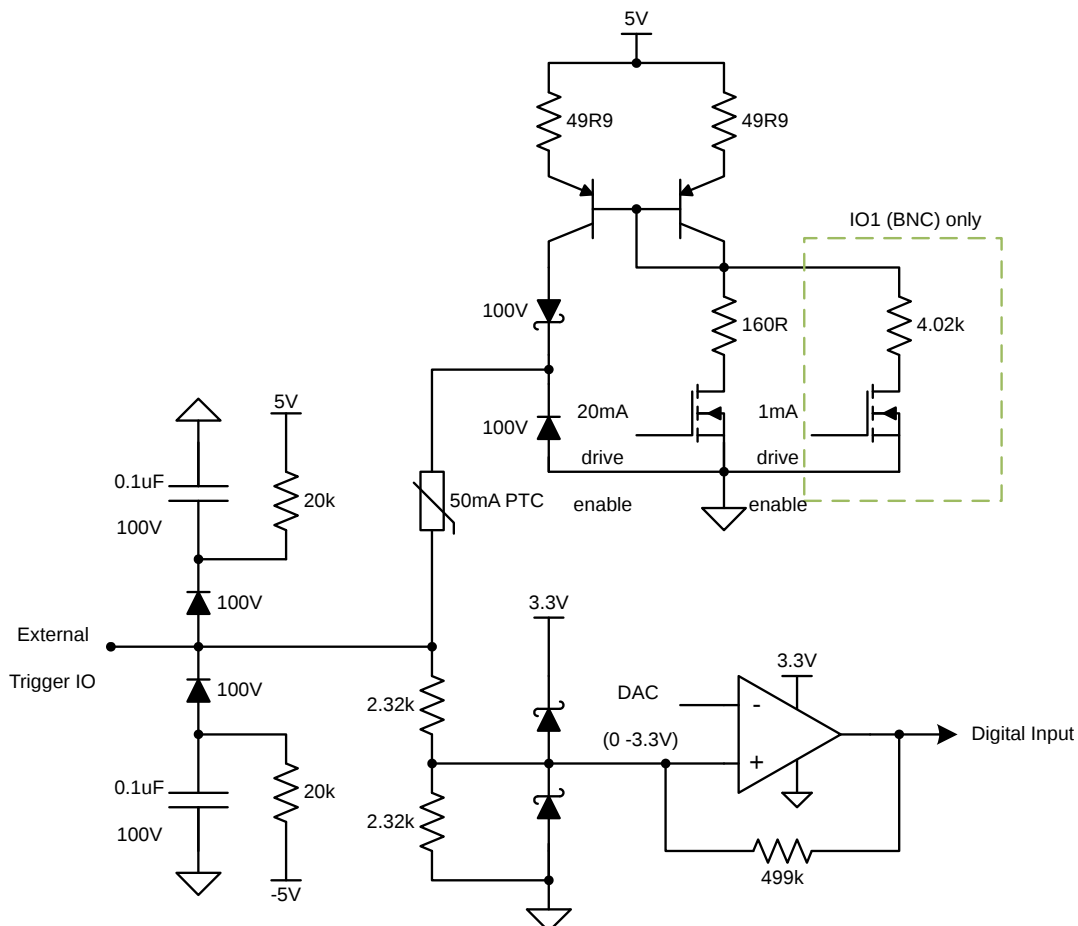 5V
49R9
49R9
IO1 (BNC) only
100V
160R
4.02k
5V
20mA
1mA
100V
drive
drive
0.1uF
20k
50mA PTC
enable
enable
100V
100V
3.3V
External
3.3V
Trigger IO
100V
DAC
2.32k
-
(0 -3.3V)
Digital Input
+
0.1uF
20k
2.32k
100V
499k
-5V